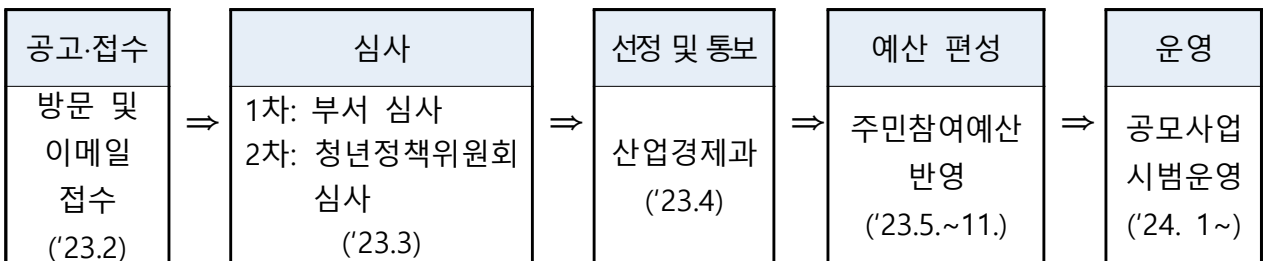 공고·접수
방문 및
이메일
접수
('23.2)
⇒
심사
1차: 부서 심사
2차: 청년정책위원회
심사
('23.3)
⇒
선정 및 통보
산업경제과
('23.4)
⇒
예산 편성
주민참여예산
반영
('23.5.~11.)
⇒
운영
공모사업
시범운영
('24. 1~)